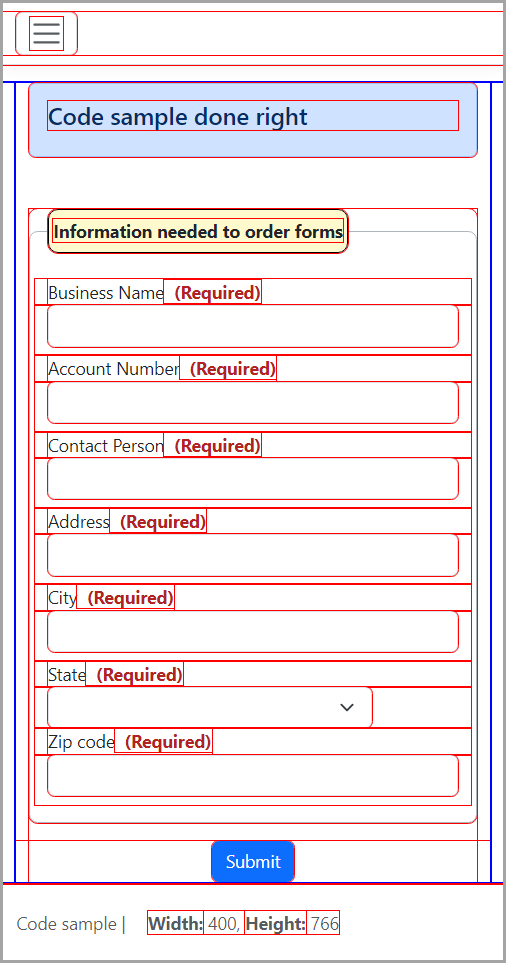 Code sample done right
Information needed to order forms
Business Name (Required)
Account Number (Required)
Contact Person (Required)
Address (Required)
City (Required)
State (Required)
Zip code (Required)
Submit
Code sample | Width: 400, Height: 766